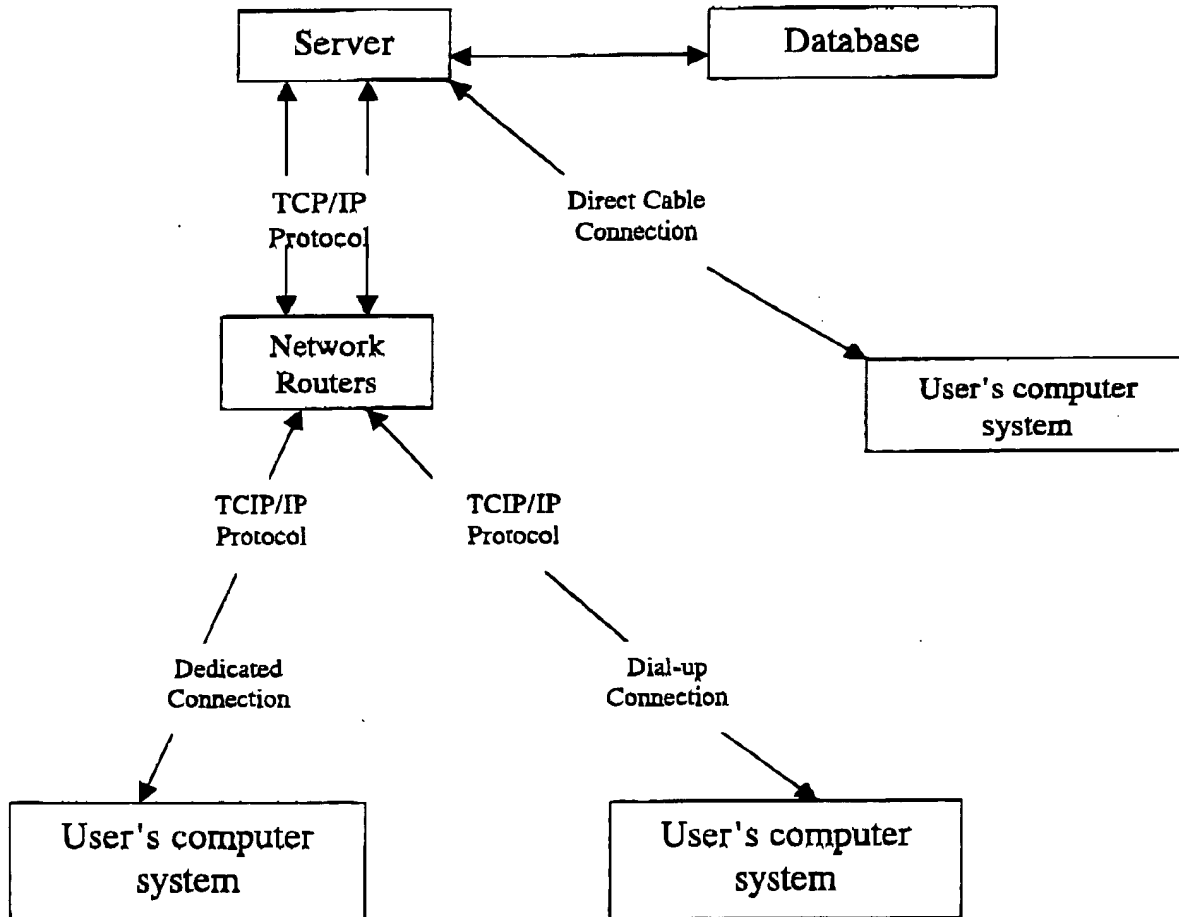 Server
Database
TCP/IP
Protocol
Direct Cable
Connection
Network
Routers
User's computer
system
TCIP/IP
Protocol
TCIP/IP
Protocol
Dedicated
Connection
Dial-up
Connection
User's computer
system
User's computer
system